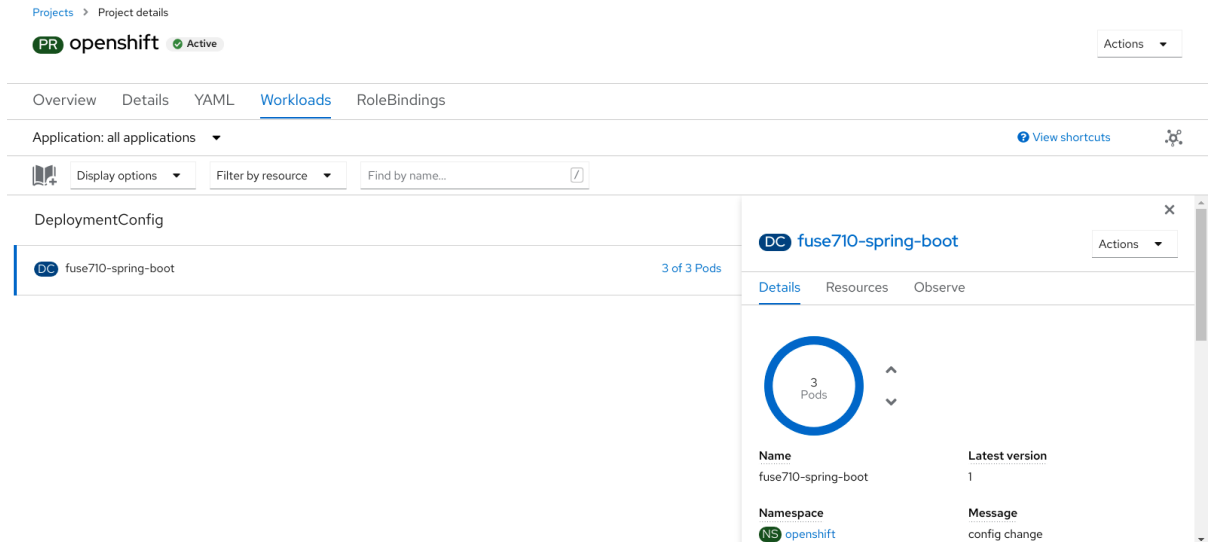 Projects > Project details
PR openshift Active
Actions
Overview Details YAML Workloads RoleBindings
Application: all applications
View shortcuts
Display options Filter by resource Find by name... /
DeploymentConfig
DC fuse710-spring-boot 3 of 3 Pods
DC fuse710-spring-boot
Actions
Details Resources Observe
3
Pods
Name Latest version
fuse710-spring-boot 1
Namespace Message
NS openshift config change